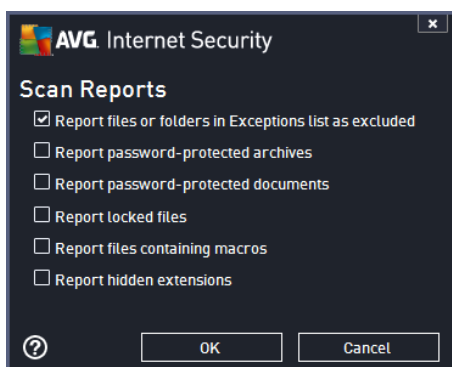 AVG. Internet Security
x
Scan Reports
Report files or folders in Exceptions list as excluded
Report password-protected archives
Report password-protected documents
Report locked files
Report files containing macros
Report hidden extensions
?
OK
Cancel